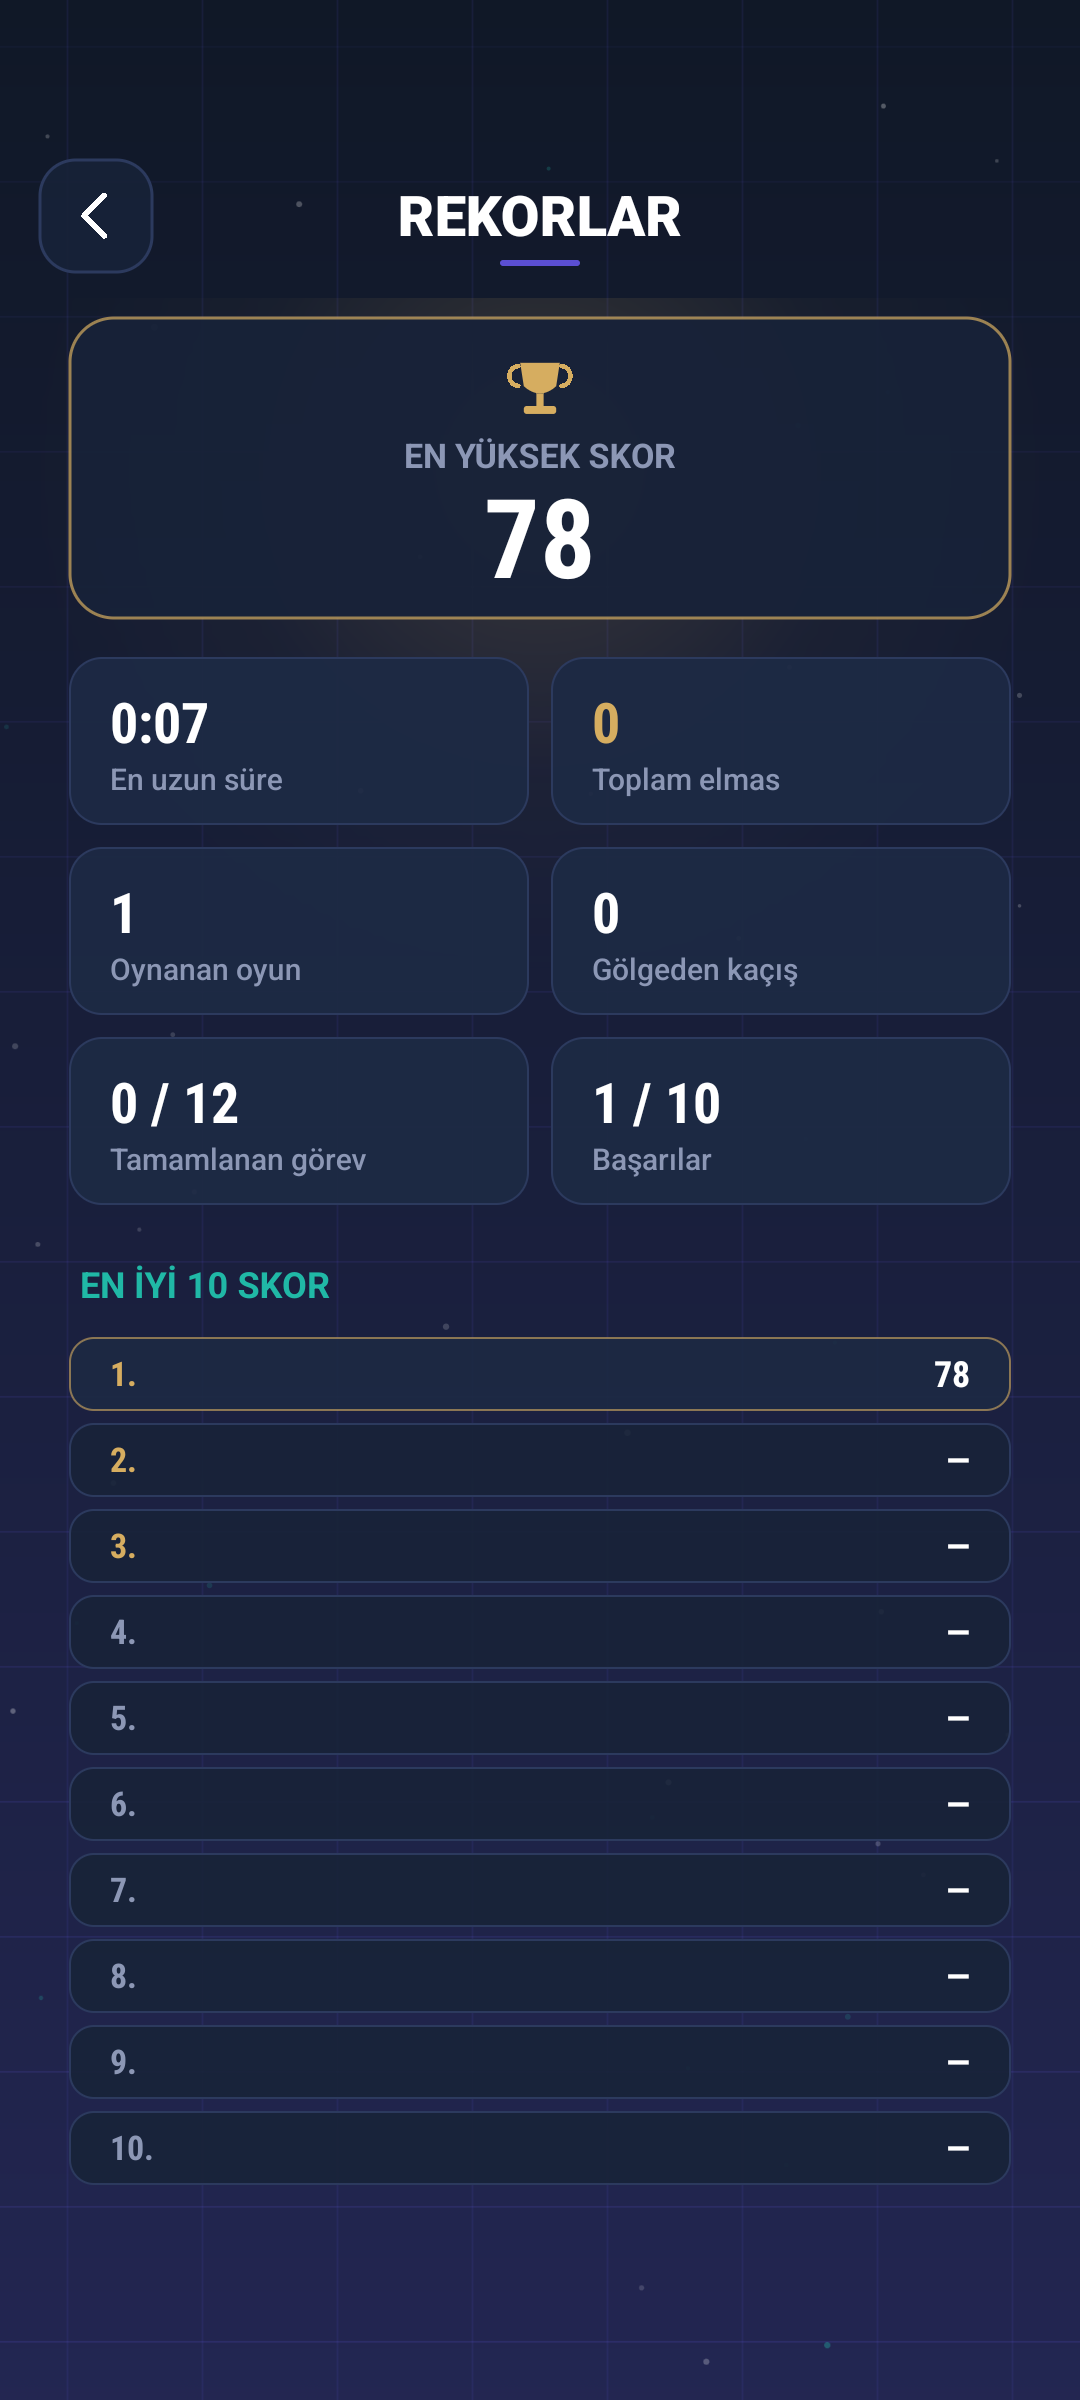 REKORLAR
EN YÜKSEK SKOR
78
0:07
En uzun süre
0
Toplam elmas
1
Oynanan oyun
0
Gölgeden kaçış
0 / 12
Tamamlanan görev
1 / 10
Başarılar
EN İYİ 10 SKOR
1. 78
2. –
3. –
4. –
5. –
6. –
7. –
8. –
9. –
10. –